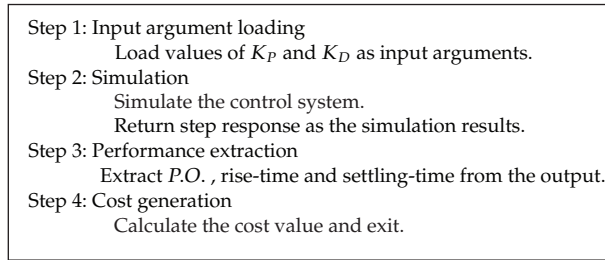 Step 1: Input argument loading
Load values of K_P and K_D as input arguments.
Step 2: Simulation
Simulate the control system.
Return step response as the simulation results.
Step 3: Performance extraction
Extract P.O. , rise-time and settling-time from the output.
Step 4: Cost generation
Calculate the cost value and exit.